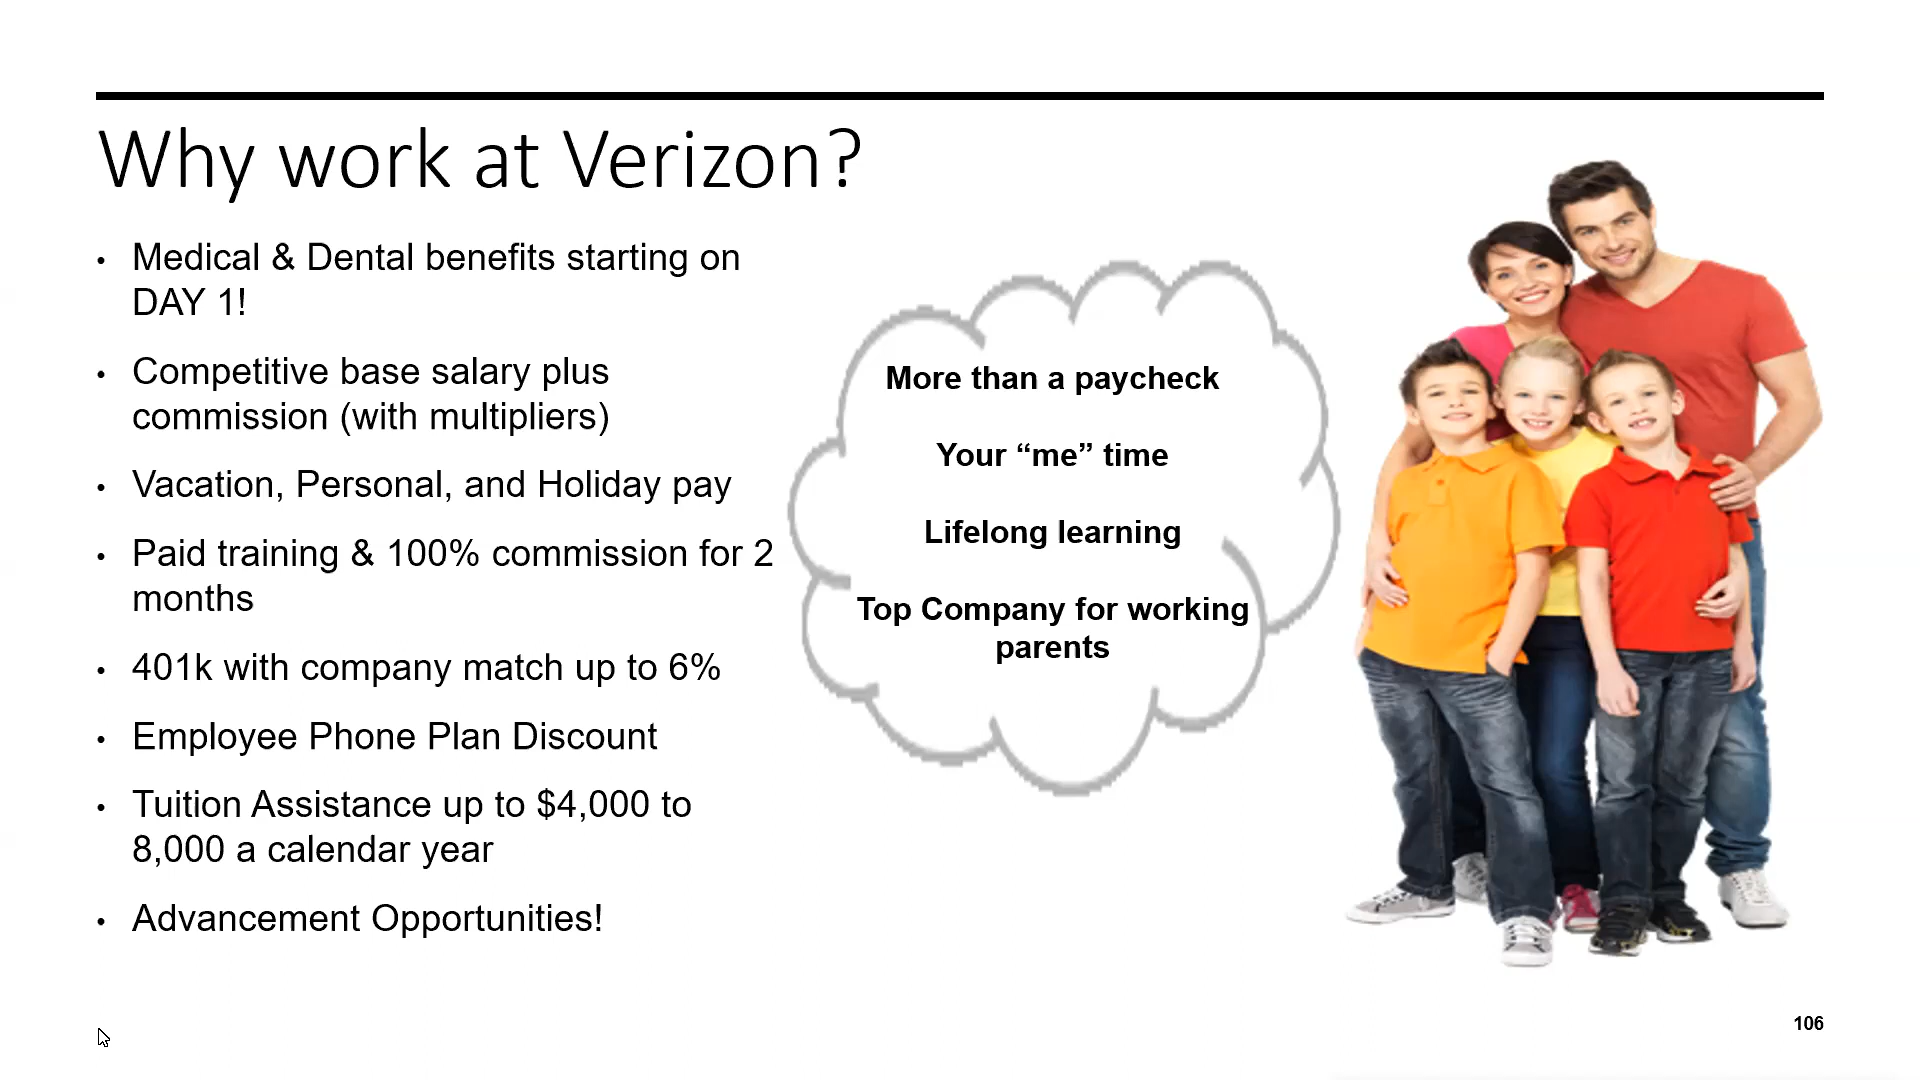 Why work at Verizon?
• Medical & Dental benefits starting on
DAY 1!
• Competitive base salary plus
commission (with multipliers)
• Vacation, Personal, and Holiday pay
• Paid training & 100% commission for 2
months
• 401k with company match up to 6%
• Employee Phone Plan Discount
• Tuition Assistance up to $4,000 to
8,000 a calendar year
• Advancement Opportunities!
More than a paycheck
Your “me” time
Lifelong learning
Top Company for working
parents
106